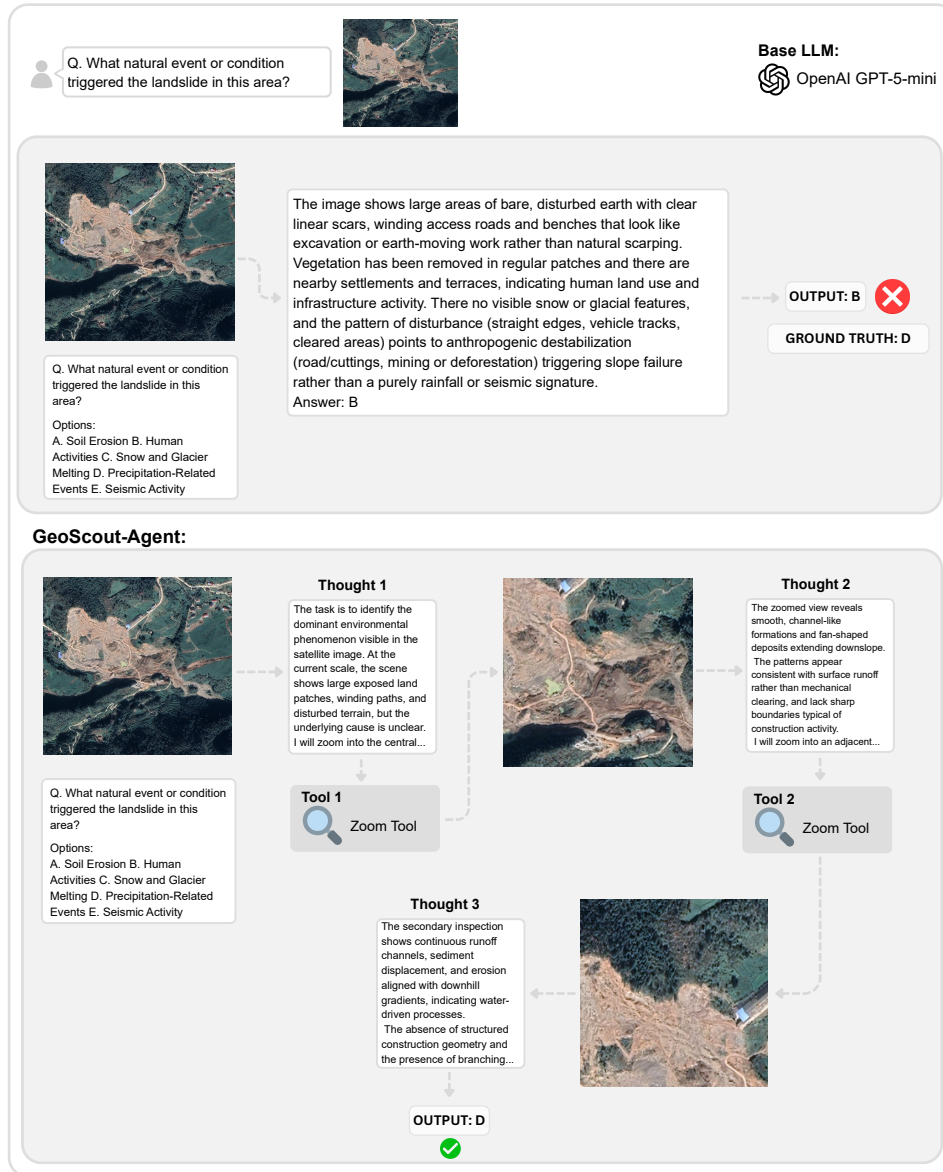 Q. What natural event or condition
triggered the landslide in this area?
Base LLM:
OpenAI GPT-5-mini
The image shows large areas of bare, disturbed earth with clear
linear scars, winding access roads and benches that look like
excavation or earth-moving work rather than natural scarping.
Vegetation has been removed in regular patches and there are
nearby settlements and terraces, indicating human land use and
infrastructure activity. There no visible snow or glacial features,
and the pattern of disturbance (straight edges, vehicle tracks,
cleared areas) points to anthropogenic destabilization
(road/cuttings, mining or deforestation) triggering slope failure
rather than a purely rainfall or seismic signature.
Answer: B
OUTPUT: B
GROUND TRUTH: D
Q. What natural event or condition
triggered the landslide in this
area?
Options:
A. Soil Erosion B. Human
Activities C. Snow and Glacier
Melting D. Precipitation-Related
Events E. Seismic Activity
GeoScout-Agent:
Thought 1
The task is to identify the
dominant environmental
phenomenon visible in the
satellite image. At the
current scale, the scene
shows large exposed land
patches, winding paths, and
disturbed terrain, but the
underlying cause is unclear.
I will zoom into the central...
Thought 2
The zoomed view reveals
smooth, channel-like
formations and fan-shaped
deposits extending downslope.
The patterns appear
consistent with surface runoff
rather than mechanical
clearing, and lack sharp
boundaries typical of
construction activity.
I will zoom into an adjacent...
Q. What natural event or condition
triggered the landslide in this
area?
Options:
A. Soil Erosion B. Human
Activities C. Snow and Glacier
Melting D. Precipitation-Related
Events E. Seismic Activity
Tool 1
Zoom Tool
Tool 2
Zoom Tool
Thought 3
The secondary inspection
shows continuous runoff
channels, sediment
displacement, and erosion
aligned with downhill
gradients, indicating water-
driven processes.
The absence of structured
construction geometry and
the presence of branching...
OUTPUT: D